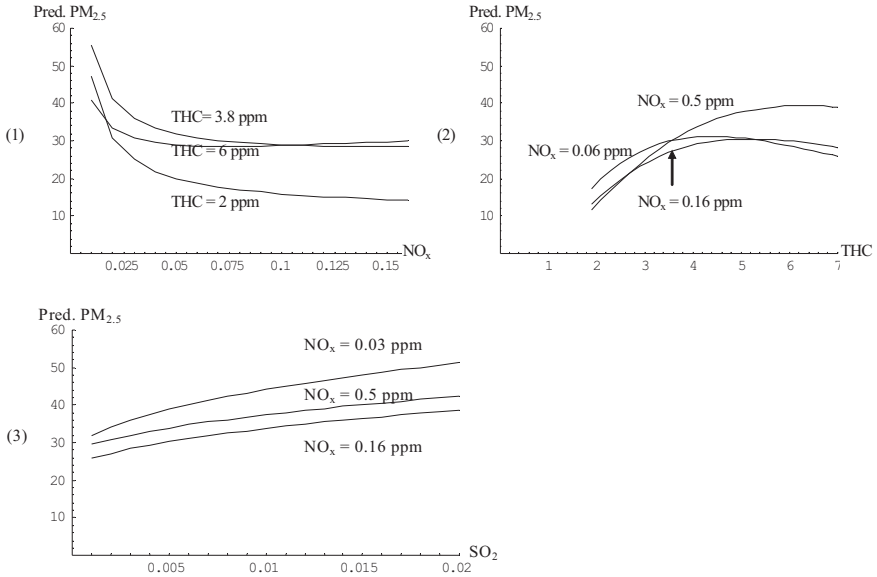 Pred. PM2.5
60
50
40
30
20
10
(1)
THC= 3.8 ppm
THC = 6 ppm
THC = 2 ppm
0.025 0.05 0.075 0.1 0.125 0.15
NOx
Pred. PM2.5
60
50
40
30
20
10
(2)
NOx = 0.5 ppm
NOx = 0.06 ppm
NOx = 0.16 ppm
1 2 3 4 5 6 7
THC
Pred. PM2.5
60
50
40
30
20
10
(3)
NOx = 0.03 ppm
NOx = 0.5 ppm
NOx = 0.16 ppm
0.005 0.01 0.015 0.02
SO2